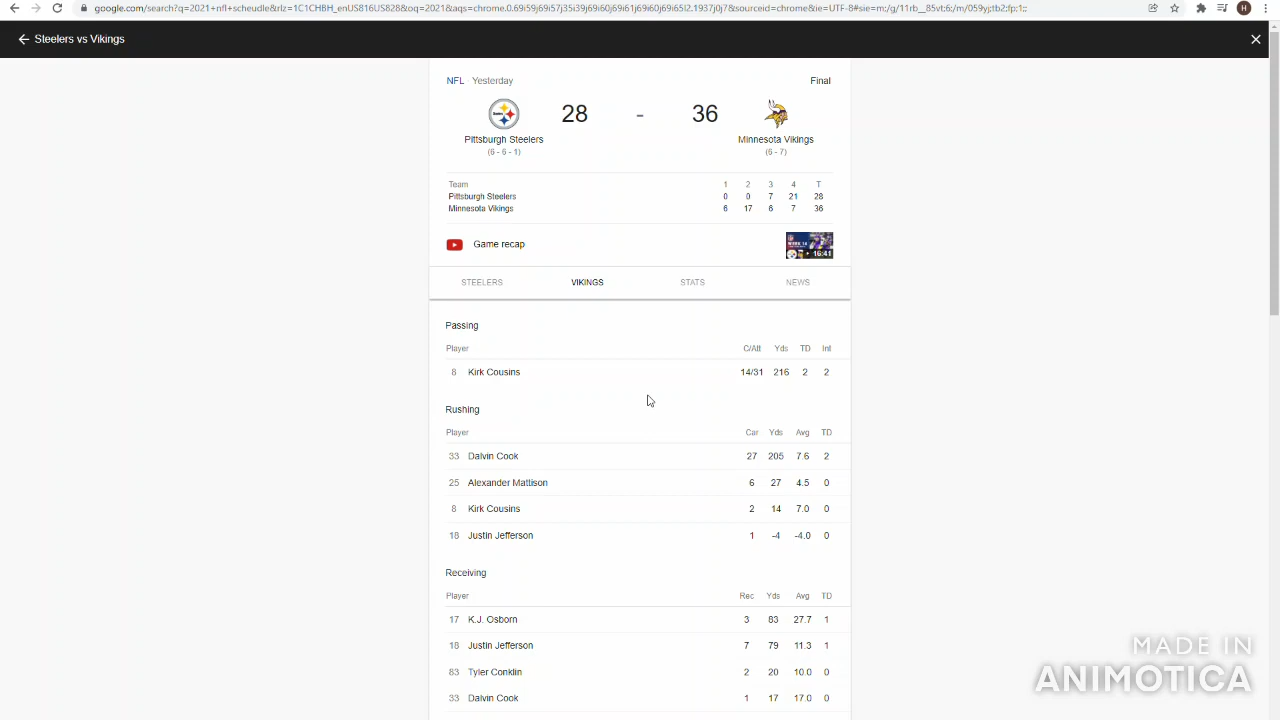 google.com/search?q=2021+nfl+scheudle&rlz=1C1CHBH_enUS816US828&oq=2021&aqs=chrome.0.69i59j69i57j35i39j69i60j69i61j69i60j69i65l2.1937j0j7&sourceid=chrome&ie=UTF-8#sie=m;/g/11rb__85vt;6;/m/059yj;tb2;fp;1;;
H
Steelers vs Vikings
NFL · Yesterday
Final
28 - 36
Pittsburgh Steelers
Minnesota Vikings
(6 - 6 - 1)
(6 - 7)
Team 1 2 3 4 T
Pittsburgh Steelers 0 0 7 21 28
Minnesota Vikings 6 17 6 7 36
Game recap
WEEK 14
16:41
STEELERS VIKINGS STATS NEWS
Passing
Player C/Att Yds TD Int
8 Kirk Cousins 14/31 216 2 2
Rushing
Player Car Yds Avg TD
33 Dalvin Cook 27 205 7.6 2
25 Alexander Mattison 6 27 4.5 0
8 Kirk Cousins 2 14 7.0 0
18 Justin Jefferson 1 -4 -4.0 0
Receiving
Player Rec Yds Avg TD
17 K.J. Osborn 3 83 27.7 1
18 Justin Jefferson 7 79 11.3 1
83 Tyler Conklin 2 20 10.0 0
33 Dalvin Cook 1 17 17.0 0
MADE IN
ANIMOTICA